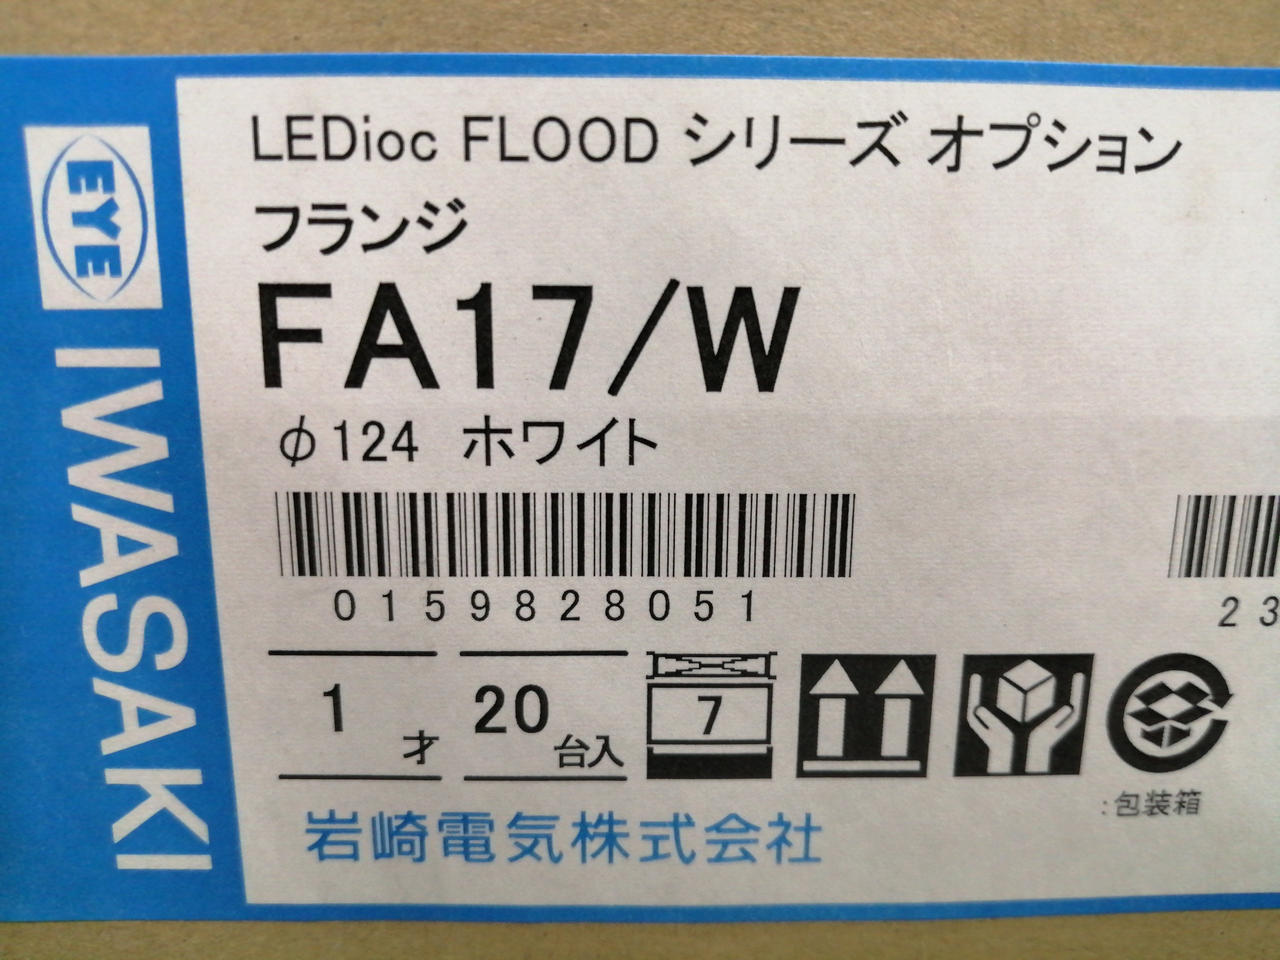 EYE IWASAKI
LEDioc FLOOD シリーズ オプション
フランジ
FA17/W
φ124 ホワイト
0159828051
23
1才 20台入 7
:包装箱
岩崎電気株式会社